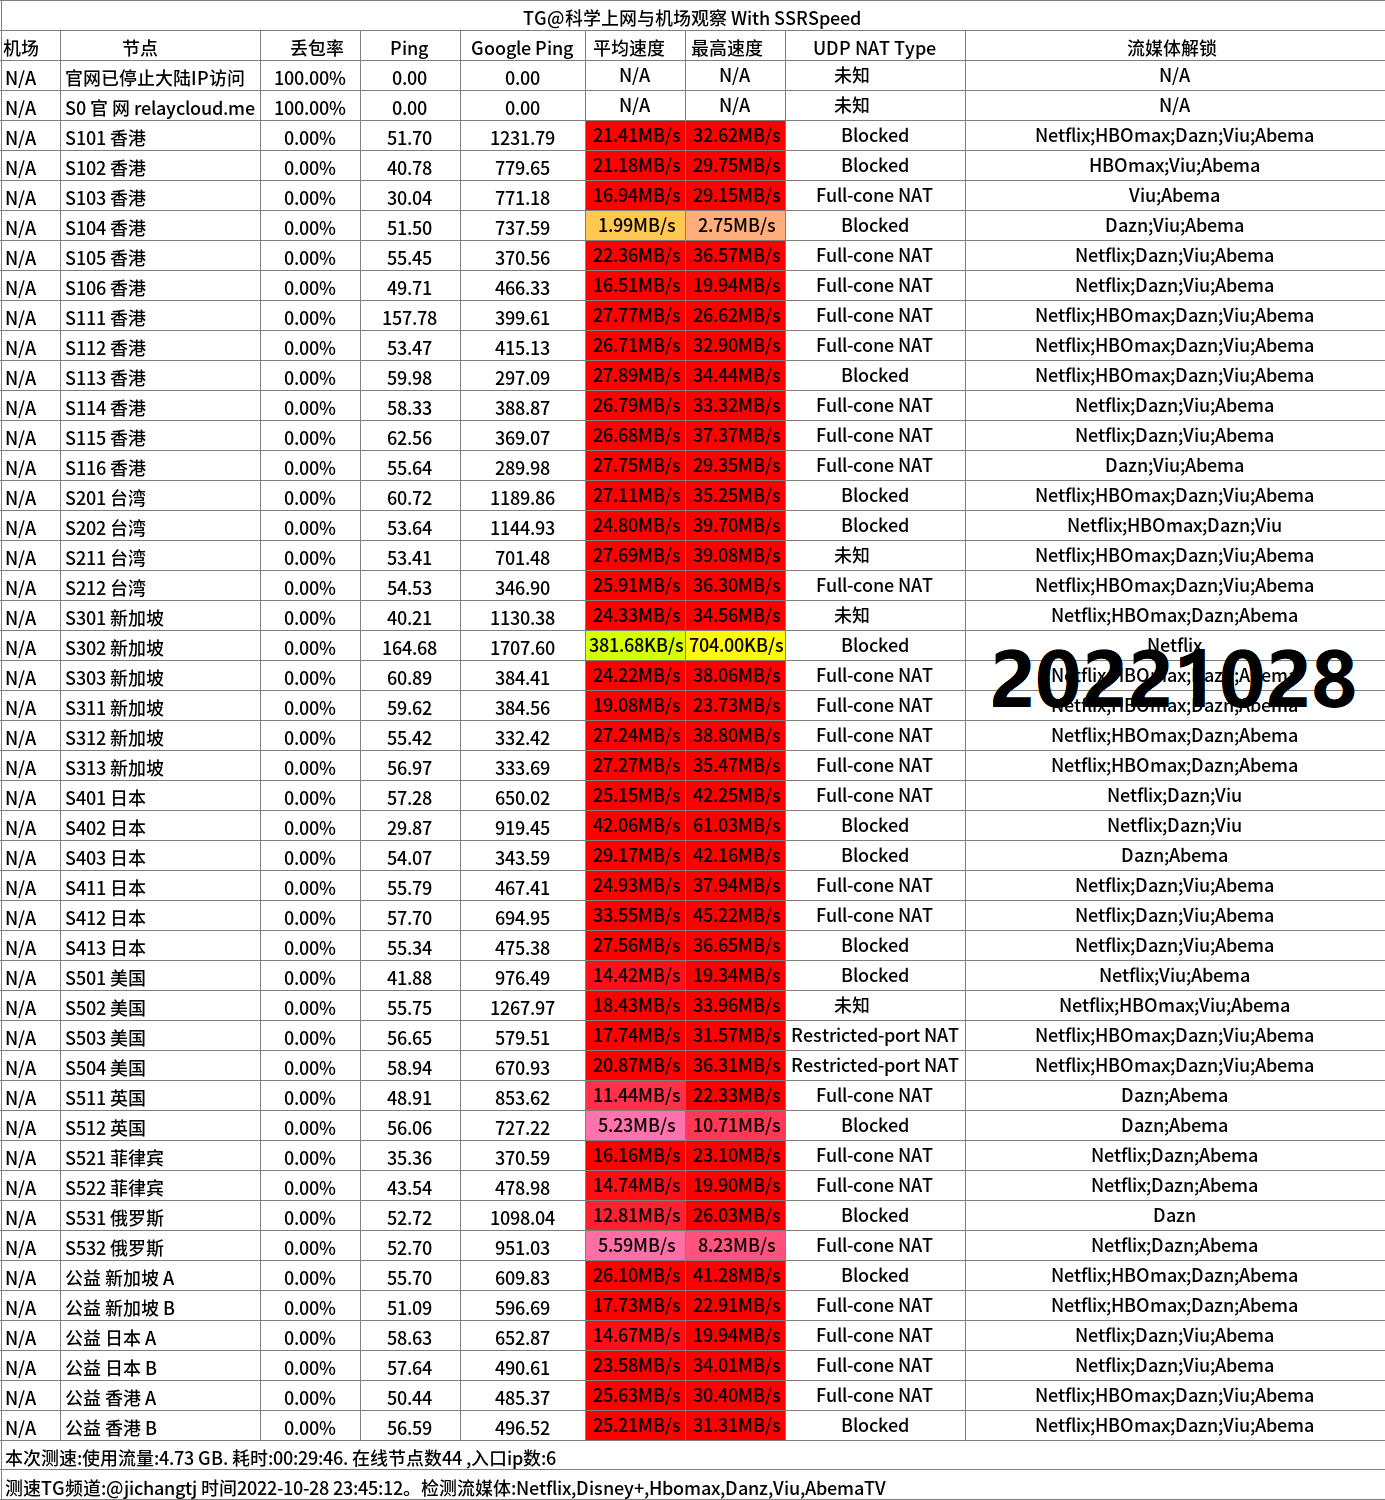 TG@科学上网与机场观察 With SSRSpeed
机场 节点 丢包率 Ping Google Ping 平均速度 最高速度 UDP NAT Type 流媒体解锁
N/A 官网已停止大陆IP访问 100.00% 0.00 0.00 N/A N/A 未知 N/A
N/A S0 官 网 relaycloud.me 100.00% 0.00 0.00 N/A N/A 未知 N/A
N/A S101 香港 0.00% 51.70 1231.79 21.41MB/s 32.62MB/s Blocked Netflix;HBOmax;Dazn;Viu;Abema
N/A S102 香港 0.00% 40.78 779.65 21.18MB/s 29.75MB/s Blocked HBOmax;Viu;Abema
N/A S103 香港 0.00% 30.04 771.18 16.94MB/s 29.15MB/s Full-cone NAT Viu;Abema
N/A S104 香港 0.00% 51.50 737.59 1.99MB/s 2.75MB/s Blocked Dazn;Viu;Abema
N/A S105 香港 0.00% 55.45 370.56 22.36MB/s 36.57MB/s Full-cone NAT Netflix;Dazn;Viu;Abema
N/A S106 香港 0.00% 49.71 466.33 16.51MB/s 19.94MB/s Full-cone NAT Netflix;Dazn;Viu;Abema
N/A S111 香港 0.00% 157.78 399.61 27.77MB/s 26.62MB/s Full-cone NAT Netflix;HBOmax;Dazn;Viu;Abema
N/A S112 香港 0.00% 53.47 415.13 26.71MB/s 32.90MB/s Full-cone NAT Netflix;HBOmax;Dazn;Viu;Abema
N/A S113 香港 0.00% 59.98 297.09 27.89MB/s 34.44MB/s Blocked Netflix;HBOmax;Dazn;Viu;Abema
N/A S114 香港 0.00% 58.33 388.87 26.79MB/s 33.32MB/s Full-cone NAT Netflix;Dazn;Viu;Abema
N/A S115 香港 0.00% 62.56 369.07 26.68MB/s 37.37MB/s Full-cone NAT Netflix;Dazn;Viu;Abema
N/A S116 香港 0.00% 55.64 289.98 27.75MB/s 29.35MB/s Full-cone NAT Dazn;Viu;Abema
N/A S201 台湾 0.00% 60.72 1189.86 27.11MB/s 35.25MB/s Blocked Netflix;HBOmax;Dazn;Viu;Abema
N/A S202 台湾 0.00% 53.64 1144.93 24.80MB/s 39.70MB/s Blocked Netflix;HBOmax;Dazn;Viu
N/A S211 台湾 0.00% 53.41 701.48 27.69MB/s 39.08MB/s 未知 Netflix;HBOmax;Dazn;Viu;Abema
N/A S212 台湾 0.00% 54.53 346.90 25.91MB/s 36.30MB/s Full-cone NAT Netflix;HBOmax;Dazn;Viu;Abema
N/A S301 新加坡 0.00% 40.21 1130.38 24.33MB/s 34.56MB/s 未知 Netflix;HBOmax;Dazn;Abema
N/A S302 新加坡 0.00% 164.68 1707.60 381.68KB/s 704.00KB/s Blocked Netflix
20221028
N/A S303 新加坡 0.00% 60.89 384.41 24.22MB/s 38.06MB/s Full-cone NAT Netflix;HBOmax;Dazn;Abema
N/A S311 新加坡 0.00% 59.62 384.56 19.08MB/s 23.73MB/s Full-cone NAT Netflix;HBOmax;Dazn;Abema
N/A S312 新加坡 0.00% 55.42 332.42 27.24MB/s 38.80MB/s Full-cone NAT Netflix;HBOmax;Dazn;Abema
N/A S313 新加坡 0.00% 56.97 333.69 27.27MB/s 35.47MB/s Full-cone NAT Netflix;HBOmax;Dazn;Abema
N/A S401 日本 0.00% 57.28 650.02 25.15MB/s 42.25MB/s Full-cone NAT Netflix;Dazn;Viu
N/A S402 日本 0.00% 29.87 919.45 42.06MB/s 61.03MB/s Blocked Netflix;Dazn;Viu
N/A S403 日本 0.00% 54.07 343.59 29.17MB/s 42.16MB/s Blocked Dazn;Abema
N/A S411 日本 0.00% 55.79 467.41 24.93MB/s 37.94MB/s Full-cone NAT Netflix;Dazn;Viu;Abema
N/A S412 日本 0.00% 57.70 694.95 33.55MB/s 45.22MB/s Full-cone NAT Netflix;Dazn;Viu;Abema
N/A S413 日本 0.00% 55.34 475.38 27.56MB/s 36.65MB/s Blocked Netflix;Dazn;Viu;Abema
N/A S501 美国 0.00% 41.88 976.49 14.42MB/s 19.34MB/s Blocked Netflix;Viu;Abema
N/A S502 美国 0.00% 55.75 1267.97 18.43MB/s 33.96MB/s 未知 Netflix;HBOmax;Viu;Abema
N/A S503 美国 0.00% 56.65 579.51 17.74MB/s 31.57MB/s Restricted-port NAT Netflix;HBOmax;Dazn;Viu;Abema
N/A S504 美国 0.00% 58.94 670.93 20.87MB/s 36.31MB/s Restricted-port NAT Netflix;HBOmax;Dazn;Viu;Abema
N/A S511 英国 0.00% 48.91 853.62 11.44MB/s 22.33MB/s Full-cone NAT Dazn;Abema
N/A S512 英国 0.00% 56.06 727.22 5.23MB/s 10.71MB/s Blocked Dazn;Abema
N/A S521 菲律宾 0.00% 35.36 370.59 16.16MB/s 23.10MB/s Full-cone NAT Netflix;Dazn;Abema
N/A S522 菲律宾 0.00% 43.54 478.98 14.74MB/s 19.90MB/s Full-cone NAT Netflix;Dazn;Abema
N/A S531 俄罗斯 0.00% 52.72 1098.04 12.81MB/s 26.03MB/s Blocked Dazn
N/A S532 俄罗斯 0.00% 52.70 951.03 5.59MB/s 8.23MB/s Full-cone NAT Netflix;Dazn;Abema
N/A 公益 新加坡 A 0.00% 55.70 609.83 26.10MB/s 41.28MB/s Blocked Netflix;HBOmax;Dazn;Abema
N/A 公益 新加坡 B 0.00% 51.09 596.69 17.73MB/s 22.91MB/s Full-cone NAT Netflix;HBOmax;Dazn;Abema
N/A 公益 日本 A 0.00% 58.63 652.87 14.67MB/s 19.94MB/s Full-cone NAT Netflix;Dazn;Viu;Abema
N/A 公益 日本 B 0.00% 57.64 490.61 23.58MB/s 34.01MB/s Full-cone NAT Netflix;Dazn;Viu;Abema
N/A 公益 香港 A 0.00% 50.44 485.37 25.63MB/s 30.40MB/s Full-cone NAT Netflix;HBOmax;Dazn;Viu;Abema
N/A 公益 香港 B 0.00% 56.59 496.52 25.21MB/s 31.31MB/s Blocked Netflix;HBOmax;Dazn;Viu;Abema
本次测速:使用流量:4.73 GB. 耗时:00:29:46. 在线节点数44 ,入口ip数:6
测速TG频道:@jichangtj 时间2022-10-28 23:45:12。检测流媒体:Netflix,Disney+,Hbomax,Danz,Viu,AbemaTV